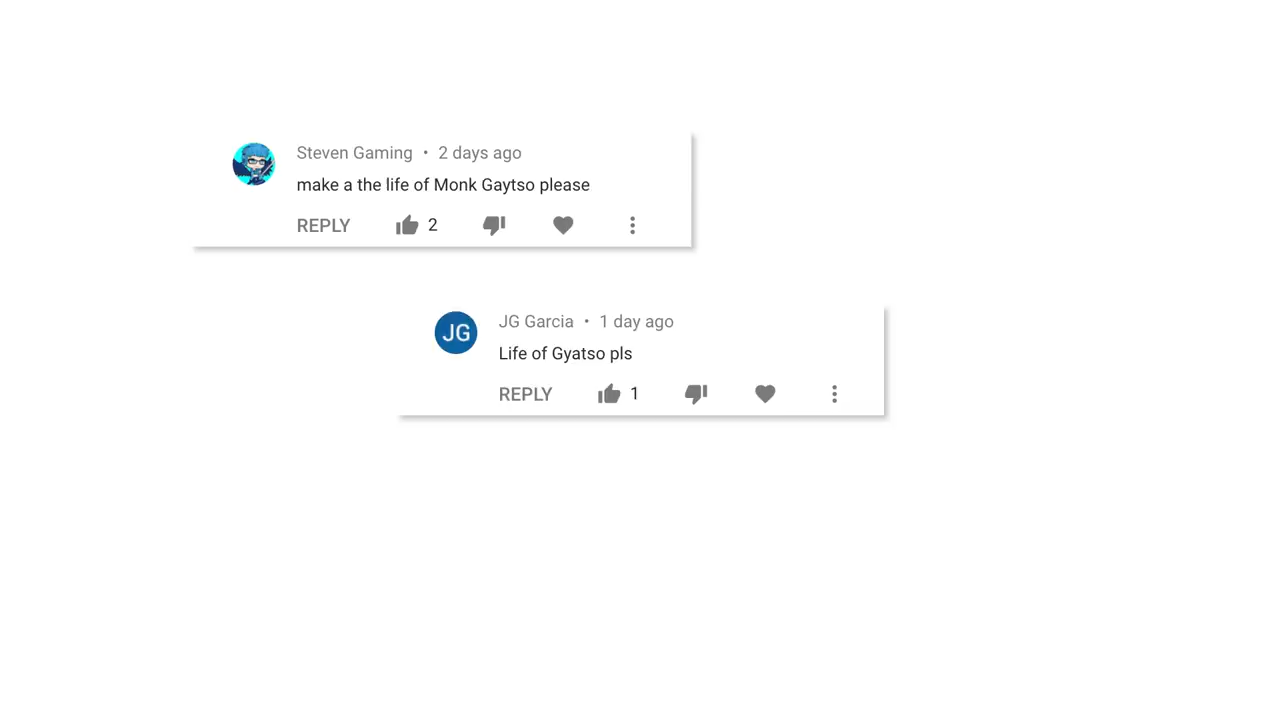 Steven Gaming • 2 days ago
make a the life of Monk Gaytso please
REPLY 2
JG
JG Garcia • 1 day ago
Life of Gyatso pls
REPLY 1